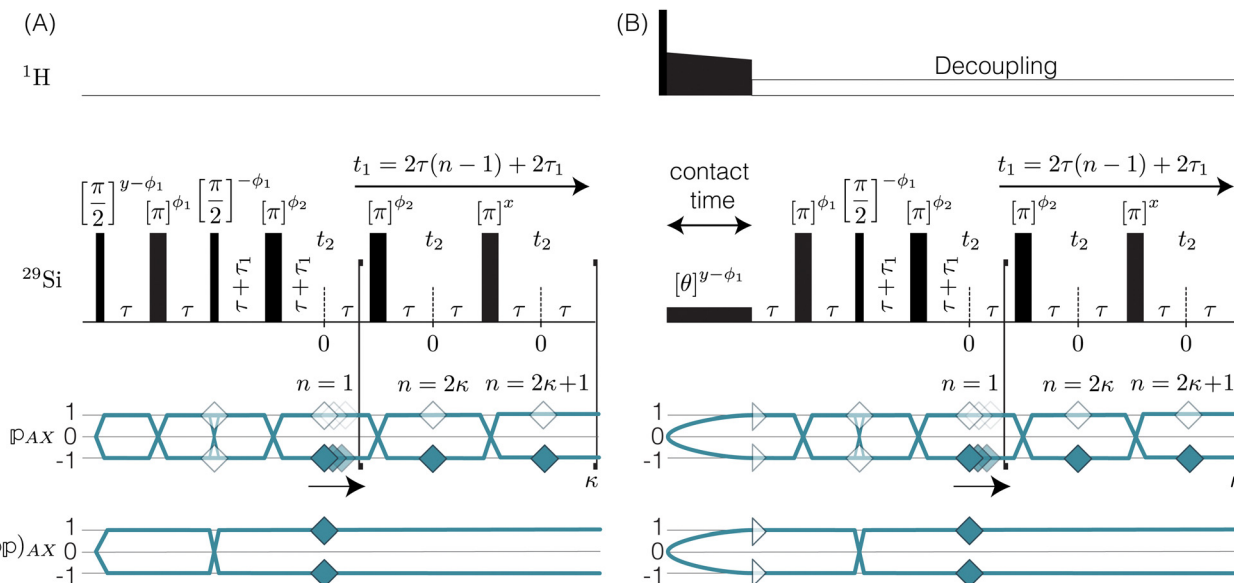 (A)
¹H
t₁ = 2τ(n − 1) + 2τ₁
[π/2]^{y−ϕ₁} [π]^{ϕ₁} [π/2]^{−ϕ₁} [π]^{ϕ₂} t₂ [π]^{ϕ₂} t₂ [π]^x t₂
²⁹Si
τ τ τ+τ₁ τ+τ₁ τ τ τ τ τ
0 0 0
n = 1 n = 2κ n = 2κ+1
1
𝕡_{AX} 0
-1
κ
1
𝕡)_{AX} 0
-1
(B)
Decoupling
contact
time
t₁ = 2τ(n − 1) + 2τ₁
[π]^{ϕ₁} [π/2]^{−ϕ₁} [π]^{ϕ₂} t₂ [π]^{ϕ₂} t₂ [π]^x t₂
[θ]^{y−ϕ₁}
τ τ τ+τ₁ τ+τ₁ τ τ τ τ τ
0 0 0
n = 1 n = 2κ n = 2κ+1
1
0
-1
1
0
-1